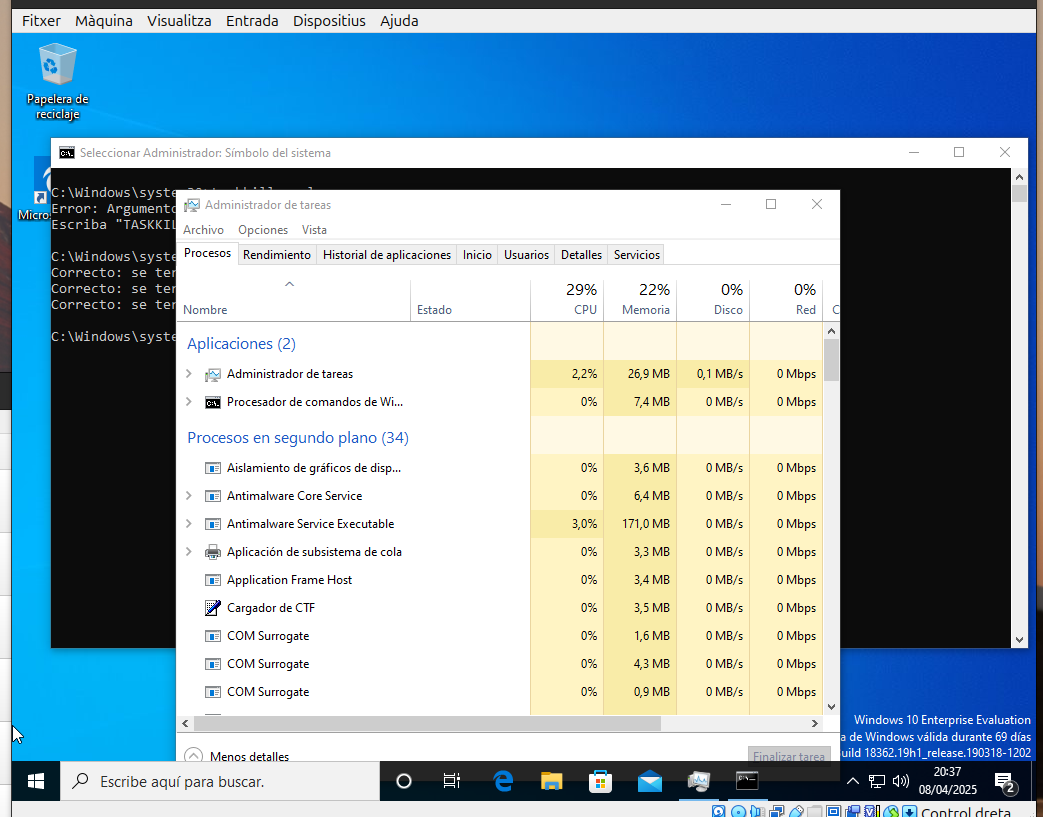 Fitxer Màquina Visualitza Entrada Dispositius Ajuda
Papelera de
reciclaje
Seleccionar Administrador: Símbolo del sistema
C:\Windows\syste
Error: Argumento
Escriba "TASKKIL
C:\Windows\syste
Correcto: se ter
Correcto: se ter
Correcto: se ter
C:\Windows\syste
Micros
Administrador de tareas
Archivo Opciones Vista
Procesos Rendimiento Historial de aplicaciones Inicio Usuarios Detalles Servicios
29% 22% 0% 0%
Nombre Estado CPU Memoria Disco Red C
Aplicaciones (2)
Administrador de tareas 2,2% 26,9 MB 0,1 MB/s 0 Mbps
Procesador de comandos de Wi... 0% 7,4 MB 0 MB/s 0 Mbps
Procesos en segundo plano (34)
Aislamiento de gráficos de disp... 0% 3,6 MB 0 MB/s 0 Mbps
Antimalware Core Service 0% 6,4 MB 0 MB/s 0 Mbps
Antimalware Service Executable 3,0% 171,0 MB 0 MB/s 0 Mbps
Aplicación de subsistema de cola 0% 3,3 MB 0 MB/s 0 Mbps
Application Frame Host 0% 3,4 MB 0 MB/s 0 Mbps
Cargador de CTF 0% 3,5 MB 0 MB/s 0 Mbps
COM Surrogate 0% 1,6 MB 0 MB/s 0 Mbps
COM Surrogate 0% 4,3 MB 0 MB/s 0 Mbps
COM Surrogate 0% 0,9 MB 0 MB/s 0 Mbps
Menos detalles Finalizar tarea
Windows 10 Enterprise Evaluation
a de Windows válida durante 69 días
uild 18362.19h1_release.190318-1202
Escribe aquí para buscar.
20:37
08/04/2025
2
Control dreta